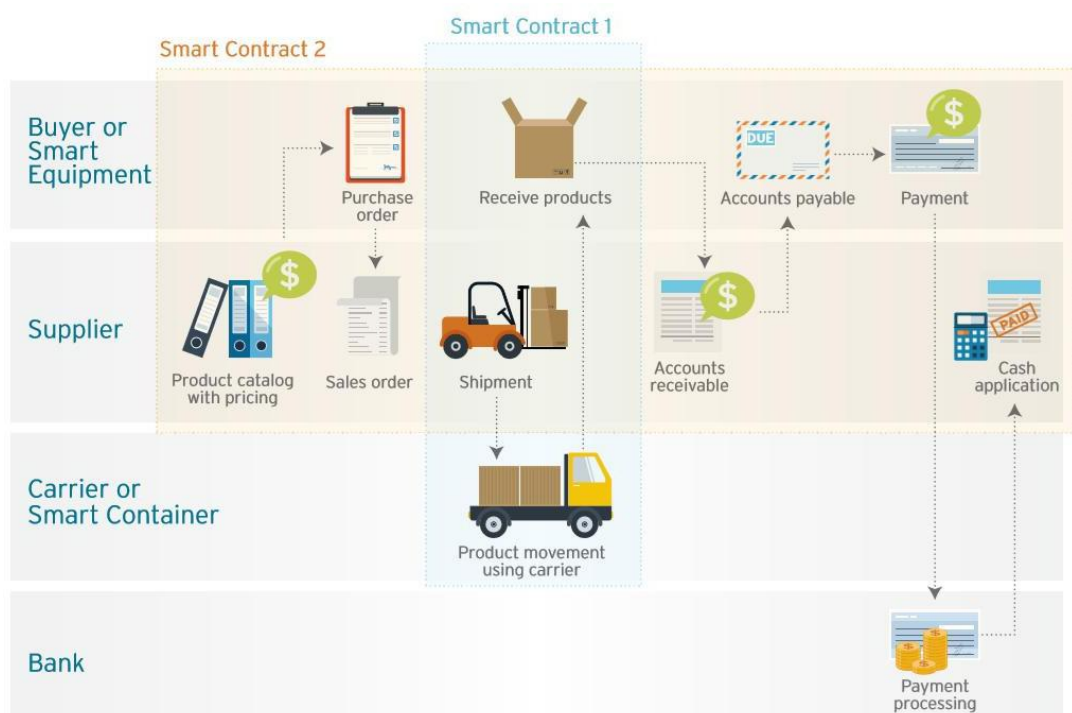 Smart Contract 1
Smart Contract 2
Buyer or
Smart
Equipment
Purchase
order
Receive products
DUE
Accounts payable
$
Payment
Supplier
$
Product catalog
with pricing
Sales order
Shipment
$
Accounts
receivable
PAID
Cash
application
Carrier or
Smart Container
Product movement
using carrier
Bank
Payment
processing